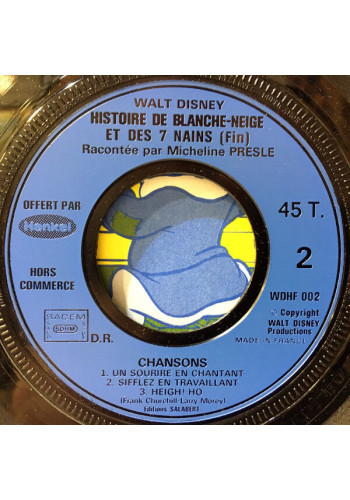 WALT DISNEY
HISTOIRE DE BLANCHE-NEIGE
ET DES 7 NAINS (Fin)
Racontée par Micheline PRESLE
OFFERT PAR
Henkel
HORS
COMMERCE
45 T.
2
WDHF 002
© Copyright
WALT DISNEY
Productions
MADE IN FRANCE
SACEM
SDRM
D.R.
CHANSONS
1. UN SOURIRE EN CHANTANT
2. SIFFLEZ EN TRAVAILLANT
3. HEIGH! HO
(Frank Churchill-Larry Morey)
Editions SALABERT